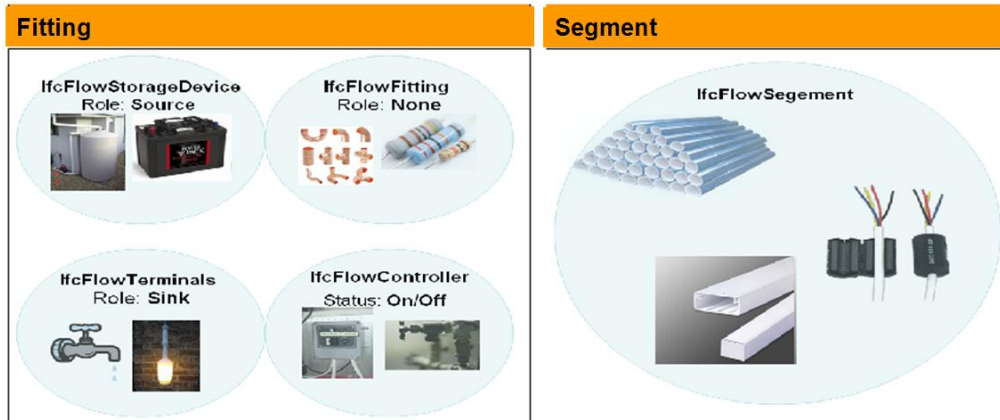 Fitting
Segment
IfcFlowStorageDevice
Role: Source
IfcFlowFitting
Role: None
IfcFlowSegement
IfcFlowTerminals
Role: Sink
IfcFlowController
Status: On/Off